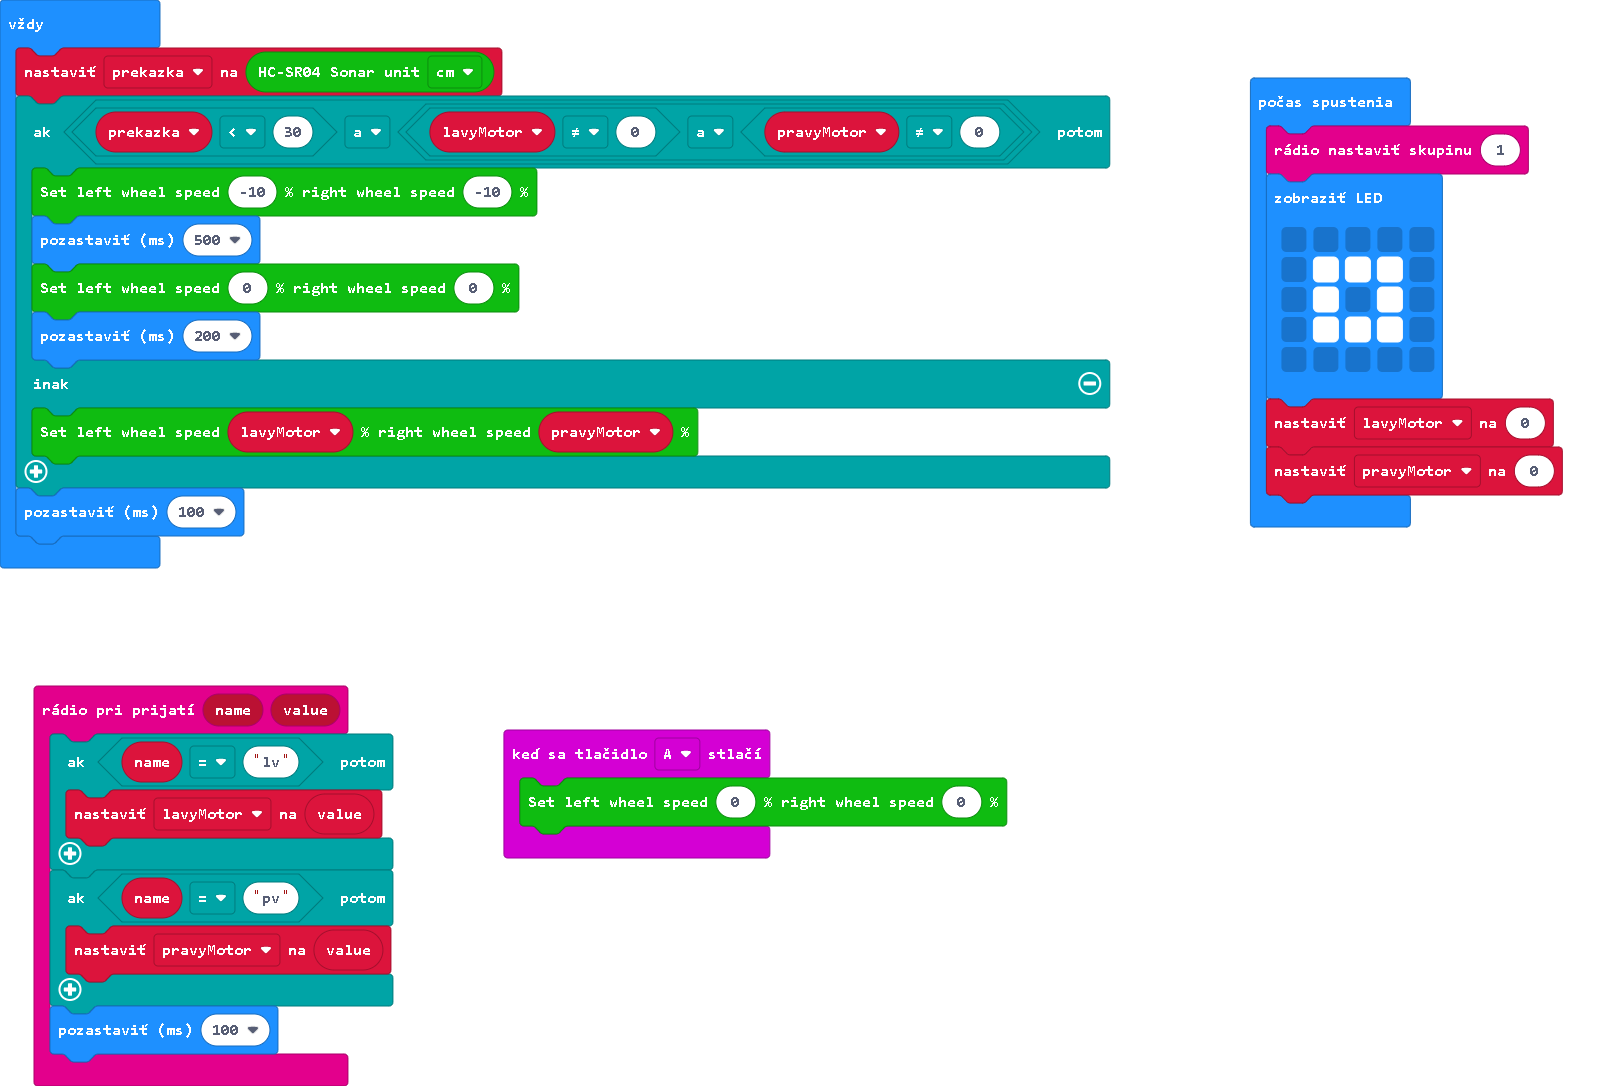 vždy
nastaviť prekazka na HC-SR04 Sonar unit cm
ak prekazka < 30 a lavyMotor ≠ 0 a pravyMotor ≠ 0 potom
Set left wheel speed -10 % right wheel speed -10 %
pozastaviť (ms) 500
Set left wheel speed 0 % right wheel speed 0 %
pozastaviť (ms) 200
inak
Set left wheel speed lavyMotor % right wheel speed pravyMotor %
pozastaviť (ms) 100
počas spustenia
rádio nastaviť skupinu 1
zobraziť LED
nastaviť lavyMotor na 0
nastaviť pravyMotor na 0
rádio pri prijatí name value
ak name = "lv" potom
nastaviť lavyMotor na value
ak name = "pv" potom
nastaviť pravyMotor na value
pozastaviť (ms) 100
keď sa tlačidlo A stlačí
Set left wheel speed 0 % right wheel speed 0 %